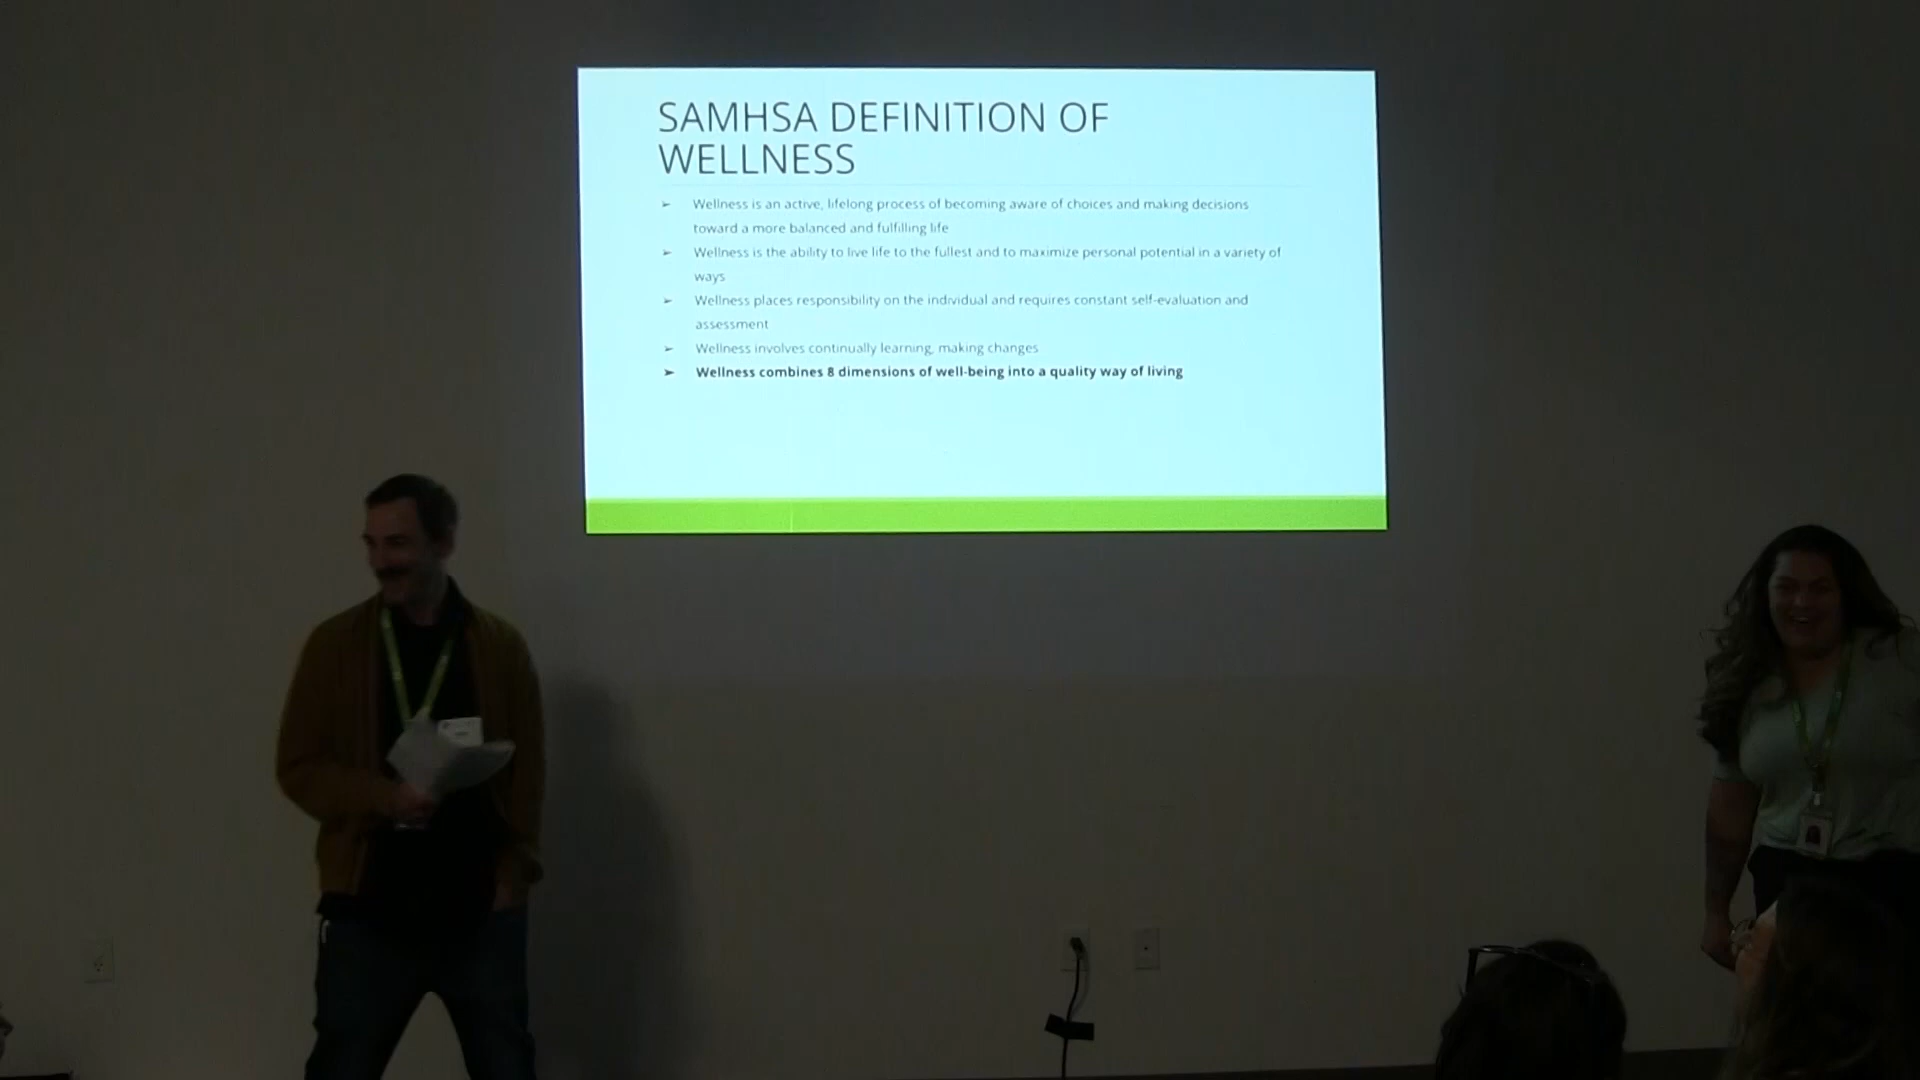 SAMHSA DEFINITION OF
WELLNESS
➢ Wellness is an active, lifelong process of becoming aware of choices and making decisions
toward a more balanced and fulfilling life
➢ Wellness is the ability to live life to the fullest and to maximize personal potential in a variety of
ways
➢ Wellness places responsibility on the individual and requires constant self-evaluation and
assessment
➢ Wellness involves continually learning, making changes
➢ Wellness combines 8 dimensions of well-being into a quality way of living